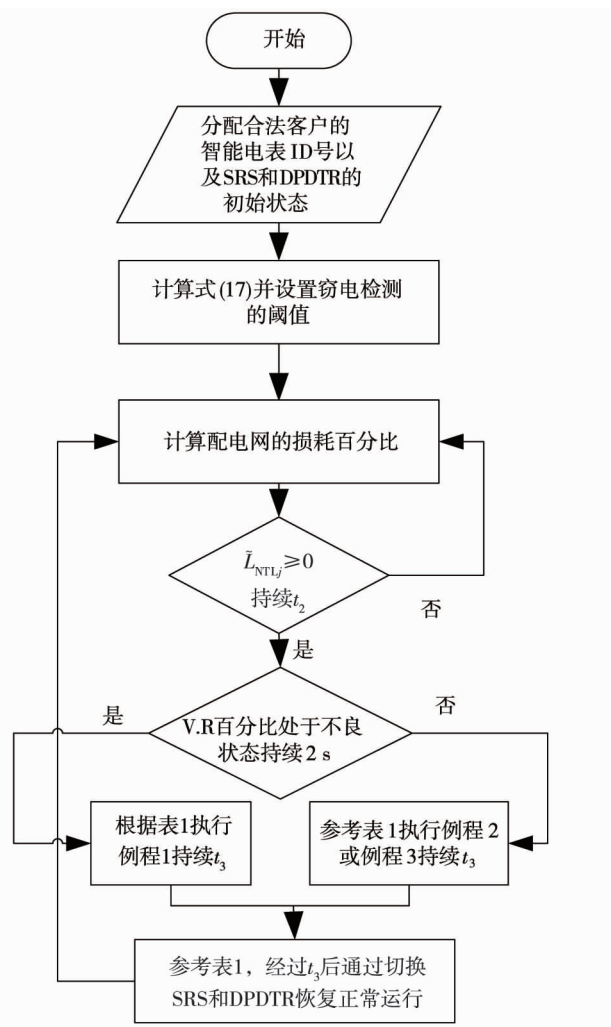 开始
分配合法客户的
智能电表ID号以
及SRS和DPDTR的
初始状态
计算式(17)并设置窃电检测
的阈值
计算配电网的损耗百分比
L̃_NTLj≥0
持续t₂
否
是
是
V.R百分比处于不良
状态持续2 s
否
根据表1执行
例程1持续t₃
参考表1执行例程2
或例程3持续t₃
参考表1，经过t₃后通过切换
SRS和DPDTR恢复正常运行